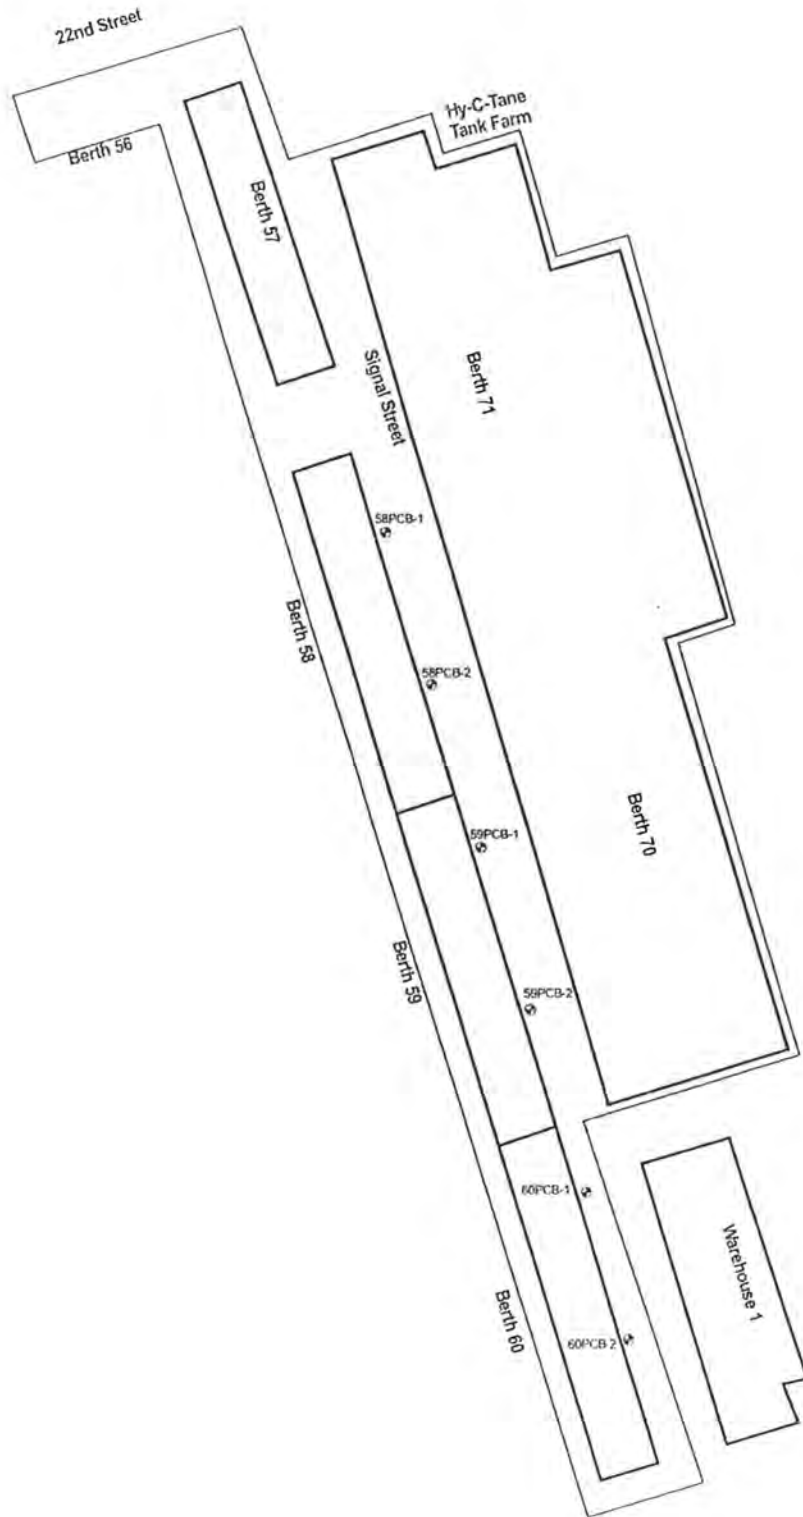 22nd Street
Hy-C-Tane
Tank Farm
Berth 56
Berth 57
Signal Street
Berth 71
58PCB-1
Berth 58
58PCB-2
59PCB-1
Berth 70
Berth 59
59PCB-2
60PCB-1
Warehouse 1
Berth 60
60PCB-2